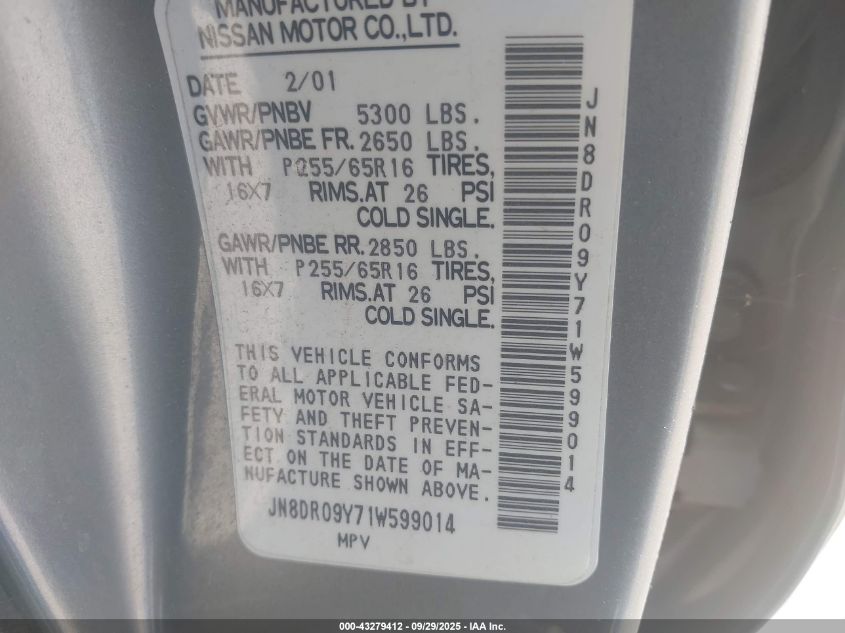 MANUFACTURED BY
NISSAN MOTOR CO.,LTD.
DATE 2/01
GVWR/PNBV 5300 LBS.
GAWR/PNBE FR. 2650 LBS.
WITH P255/65R16 TIRES,
16X7 RIMS.AT 26 PSI
COLD SINGLE.
GAWR/PNBE RR. 2850 LBS.
WITH P255/65R16 TIRES,
16X7 RIMS.AT 26 PSI
COLD SINGLE.
THIS VEHICLE CONFORMS
TO ALL APPLICABLE FED-
ERAL MOTOR VEHICLE SA-
FETY AND THEFT PREVEN-
TION STANDARDS IN EFF-
ECT ON THE DATE OF MA-
NUFACTURE SHOWN ABOVE.
JN8DR09Y71W599014
MPV
JN8DR09Y71W599014
000-43279412 • 09/29/2025 • IAA Inc.